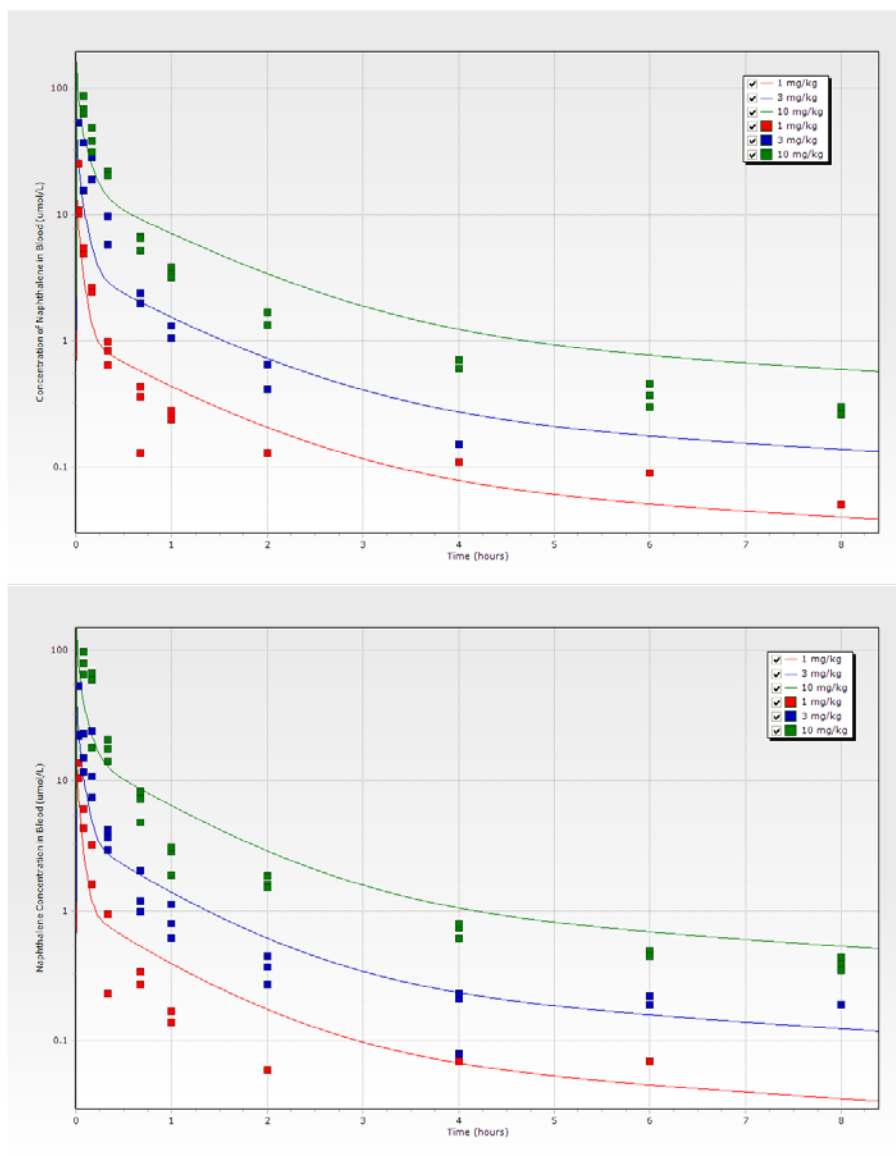 Concentration of Naphthalene in Blood (umol/L)
100
10
1
0.1
1 mg/kg
3 mg/kg
10 mg/kg
1 mg/kg
3 mg/kg
10 mg/kg
0 1 2 3 4 5 6 7 8
Time (hours)
Naphthalene Concentration in Blood (umol/L)
100
10
1
0.1
1 mg/kg
3 mg/kg
10 mg/kg
1 mg/kg
3 mg/kg
10 mg/kg
0 1 2 3 4 5 6 7 8
Time (hours)